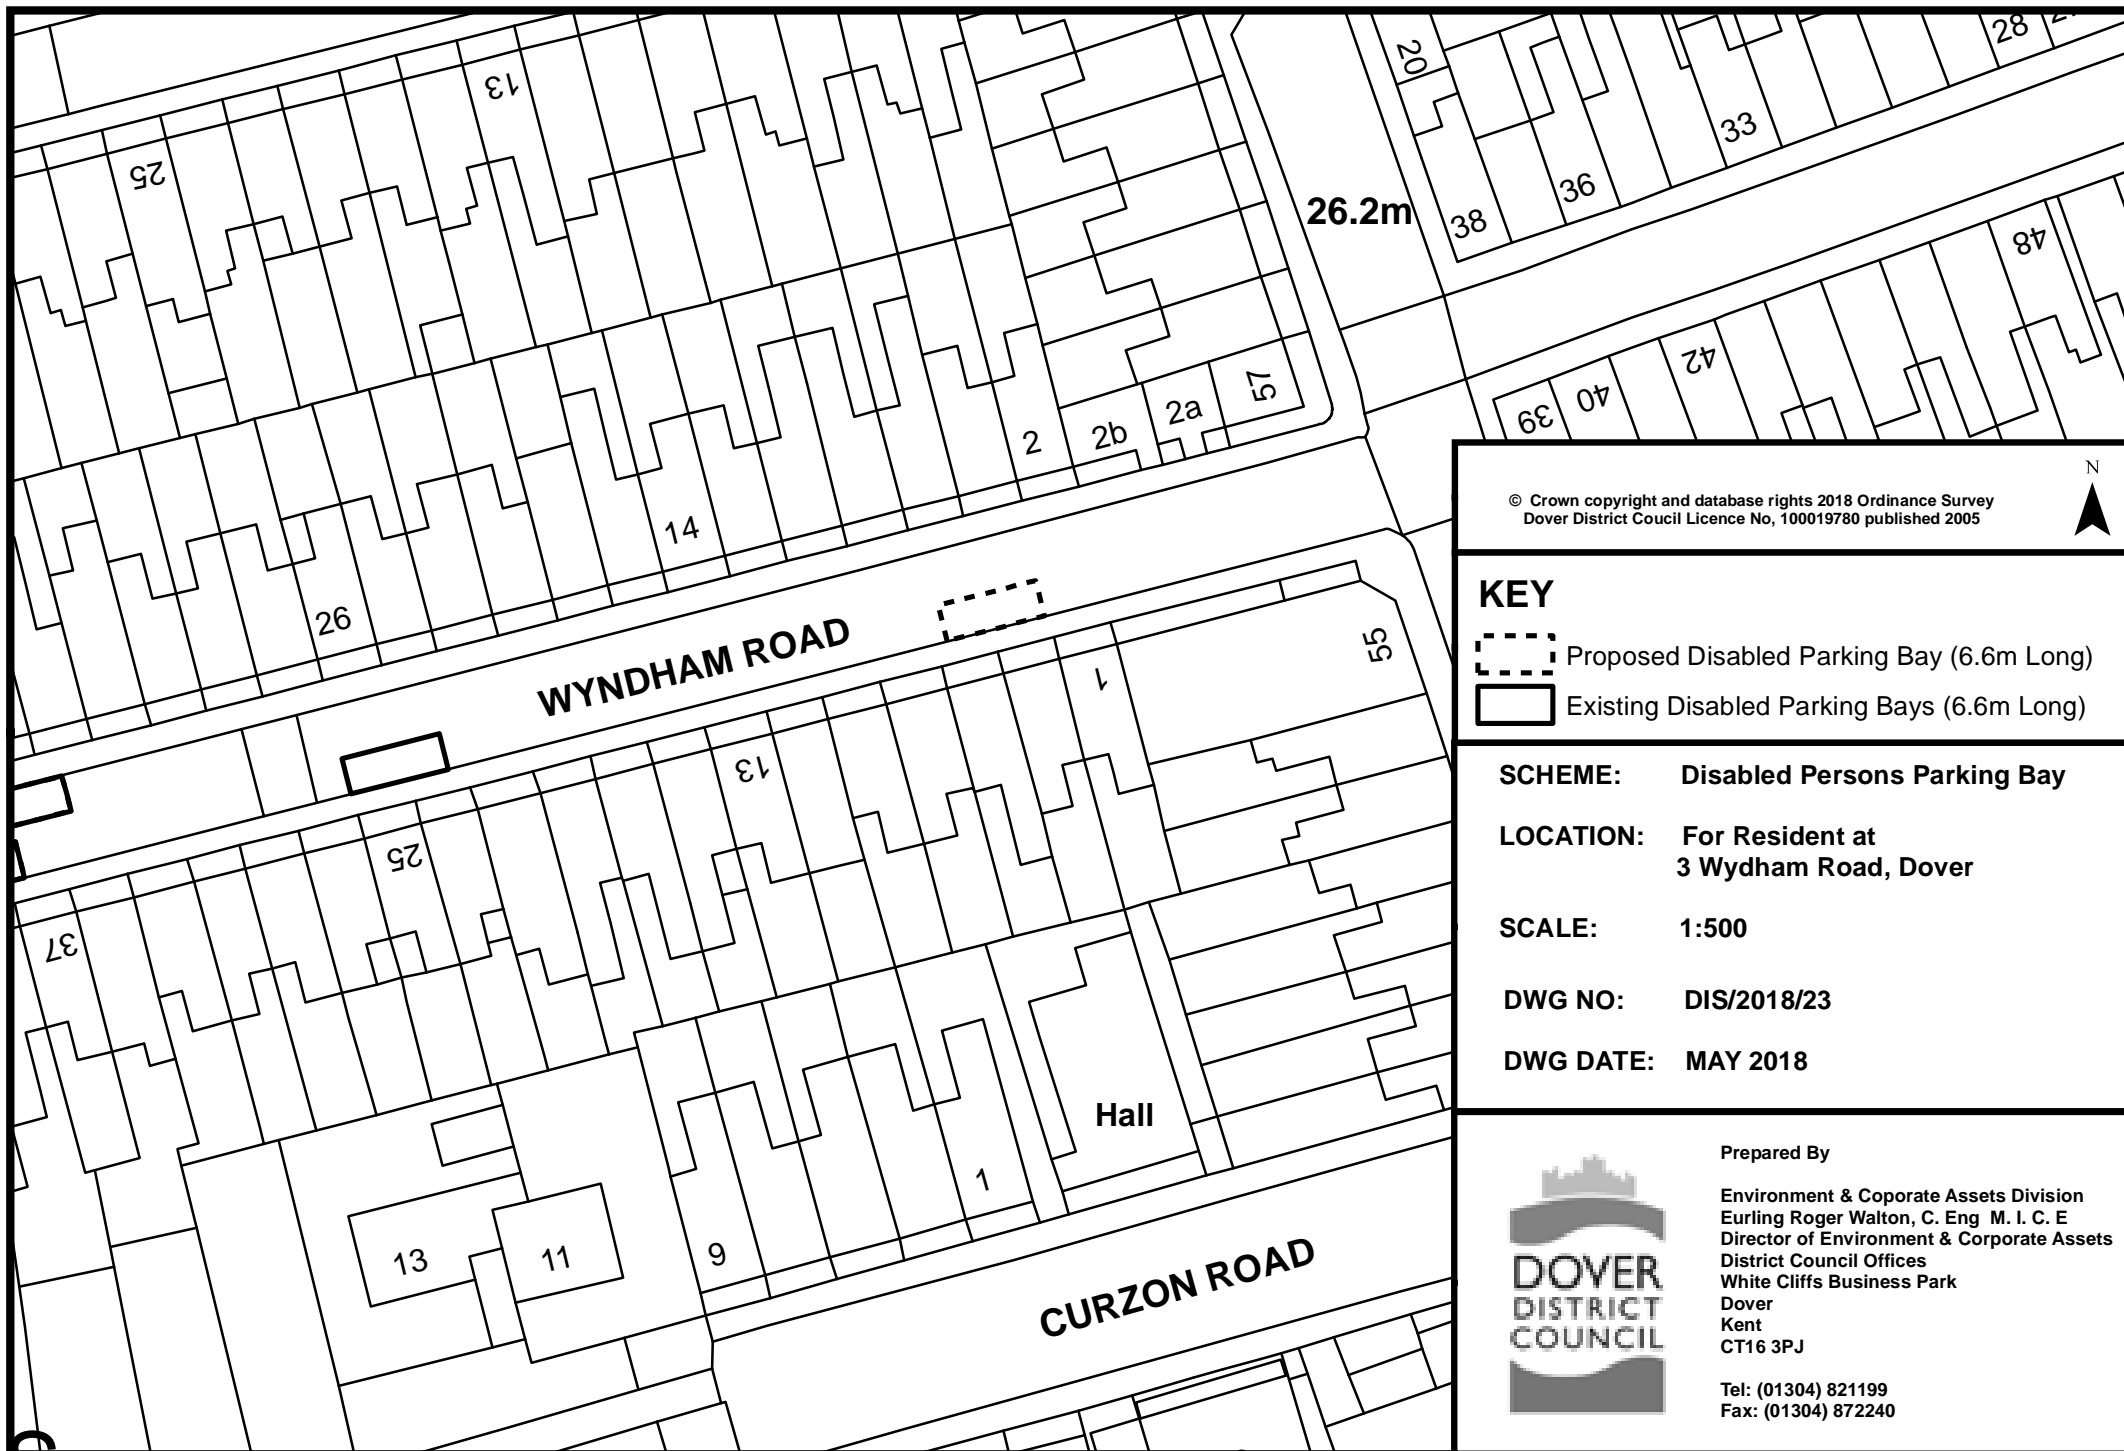 13
25
20
28
33
36
38
26.2m
48
42
40
39
57
2a
2b
2
14
26
WYNDHAM ROAD
55
1
13
25
37
Hall
1
9
11
13
CURZON ROAD
N
© Crown copyright and database rights 2018 Ordinance Survey
Dover District Coucil Licence No, 100019780 published 2005
KEY
Proposed Disabled Parking Bay (6.6m Long)
Existing Disabled Parking Bays (6.6m Long)
SCHEME: Disabled Persons Parking Bay
LOCATION: For Resident at
3 Wydham Road, Dover
SCALE: 1:500
DWG NO: DIS/2018/23
DWG DATE: MAY 2018
DOVER
DISTRICT
COUNCIL
Prepared By
Environment & Coporate Assets Division
Eurling Roger Walton, C. Eng M. I. C. E
Director of Environment & Corporate Assets
District Council Offices
White Cliffs Business Park
Dover
Kent
CT16 3PJ
Tel: (01304) 821199
Fax: (01304) 872240